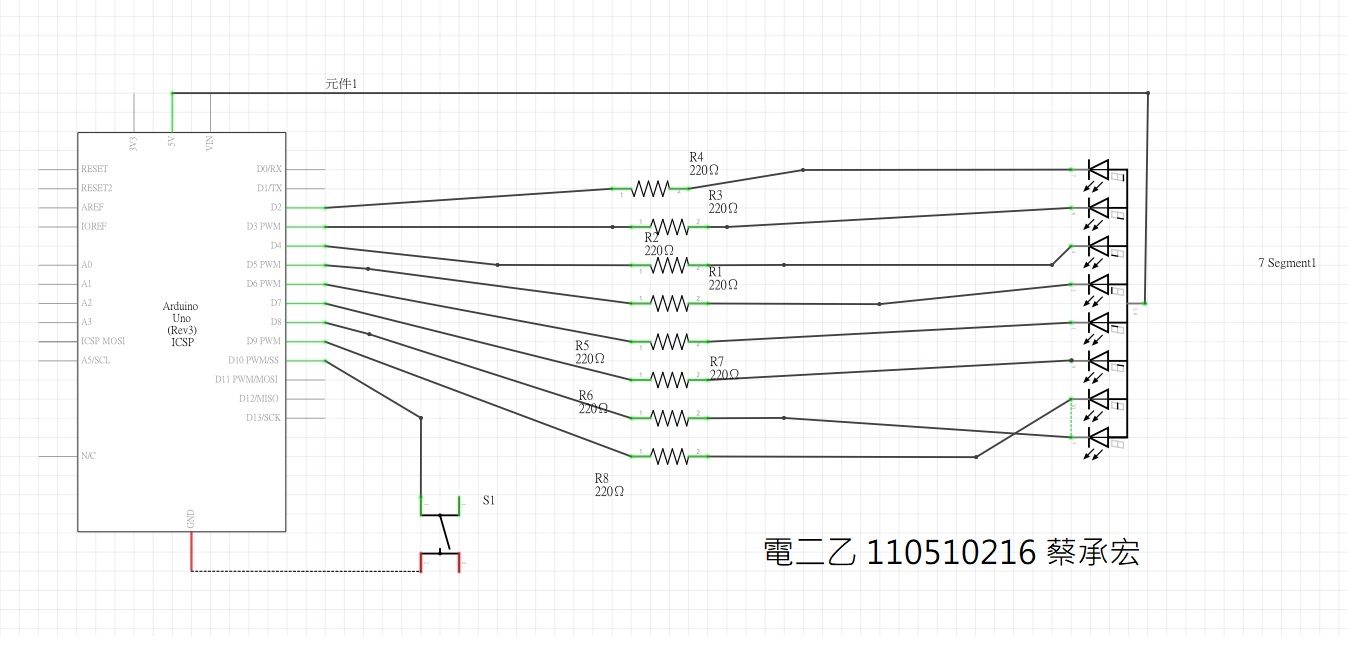 元件1
3V3
5V
VIN
RESET
RESET2
AREF
IOREF
A0
A1
A2
A3
ICSP MOSI
A5/SCL
N/C
Arduino
Uno
(Rev3)
ICSP
D0/RX
D1/TX
D2
D3 PWM
D4
D5 PWM
D6 PWM
D7
D8
D9 PWM
D10 PWM/SS
D11 PWM/MOSI
D12/MISO
D13/SCK
GND
R4
220Ω
R3
220Ω
R2
220Ω
R1
220Ω
R5
220Ω
R7
220Ω
R6
220Ω
R8
220Ω
S1
7 Segment1
電二乙 110510216 蔡承宏